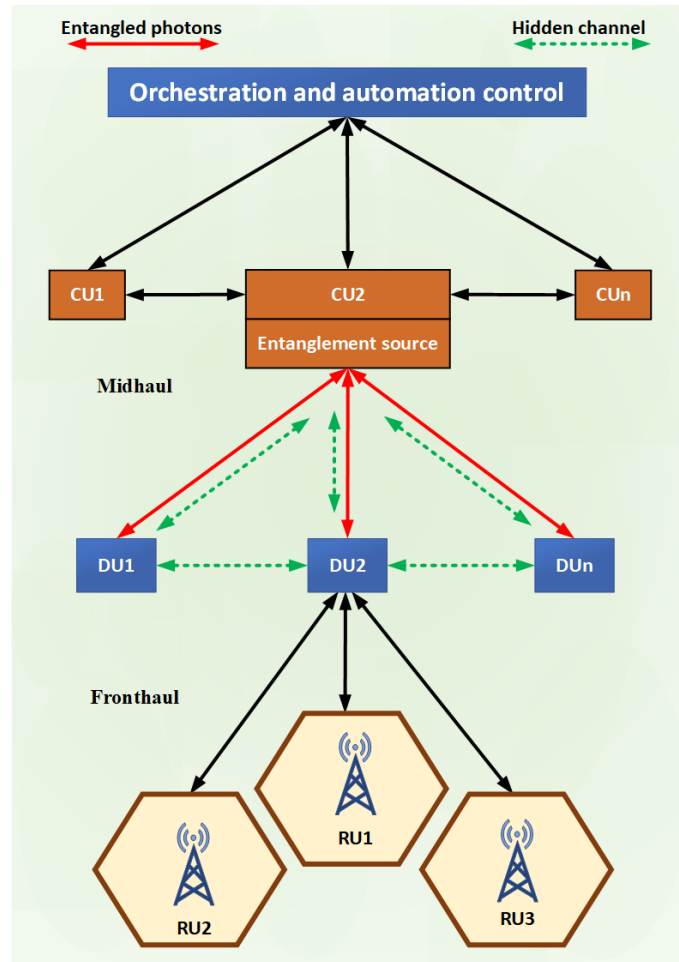 Entangled photons
Hidden channel
Orchestration and automation control
CU1
CU2
CUn
Entanglement source
Midhaul
DU1
DU2
DUn
Fronthaul
RU1
RU2
RU3